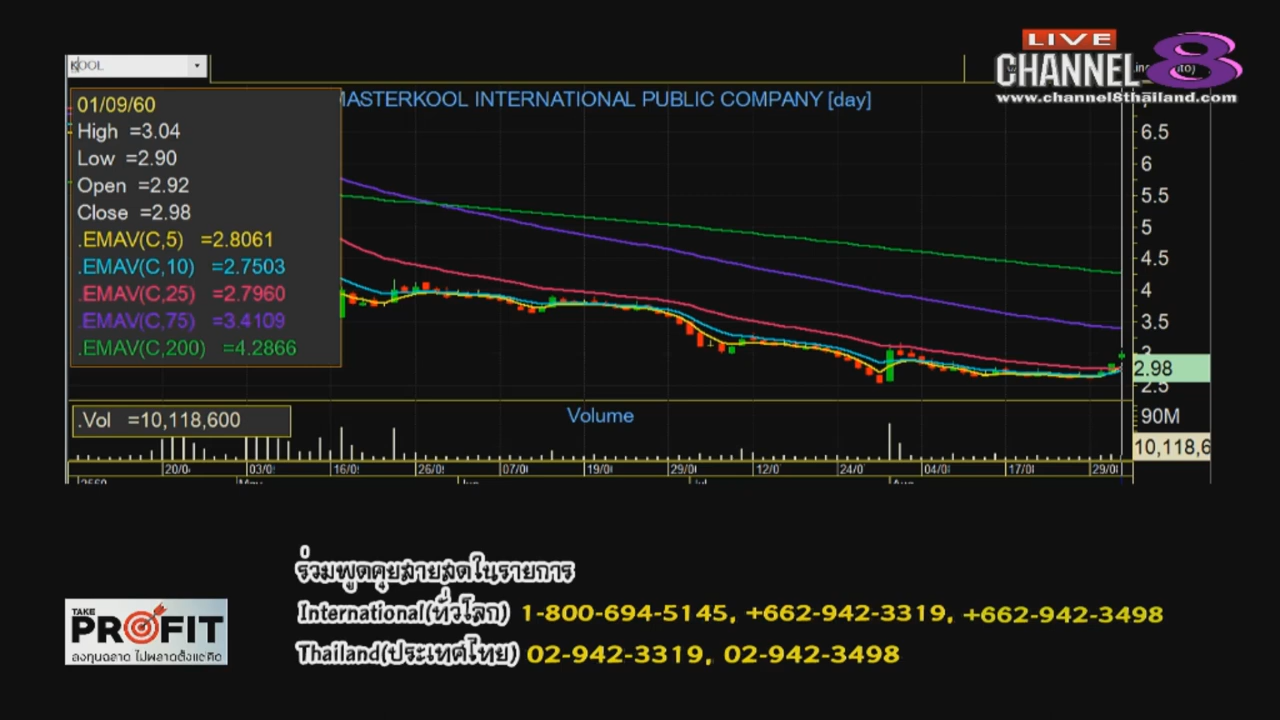 KOOL
LIVE
CHANNEL 8
www.channel8thailand.com
MASTERKOOL INTERNATIONAL PUBLIC COMPANY [day]
01/09/60
High =3.04
Low =2.90
Open =2.92
Close =2.98
.EMAV(C,5) =2.8061
.EMAV(C,10) =2.7503
.EMAV(C,25) =2.7960
.EMAV(C,75) =3.4109
.EMAV(C,200) =4.2866
6.5
6
5.5
5
4.5
4
3.5
3
2.98
2.5
.Vol =10,118,600
Volume
90M
10,118,6
20/0 03/0 16/0 26/0 07/0 19/0 29/0 12/0 24/0 04/0 17/0 29/0
2560 May Jun Jul Aug
ร่วมพูดคุยสายสดในรายการ
International(ทั่วโลก) 1-800-694-5145, +662-942-3319, +662-942-3498
Thailand(ประเทศไทย) 02-942-3319, 02-942-3498
TAKE
PROFIT
ลงทุนฉลาด ไม่พลาดตั้งแต่คิด